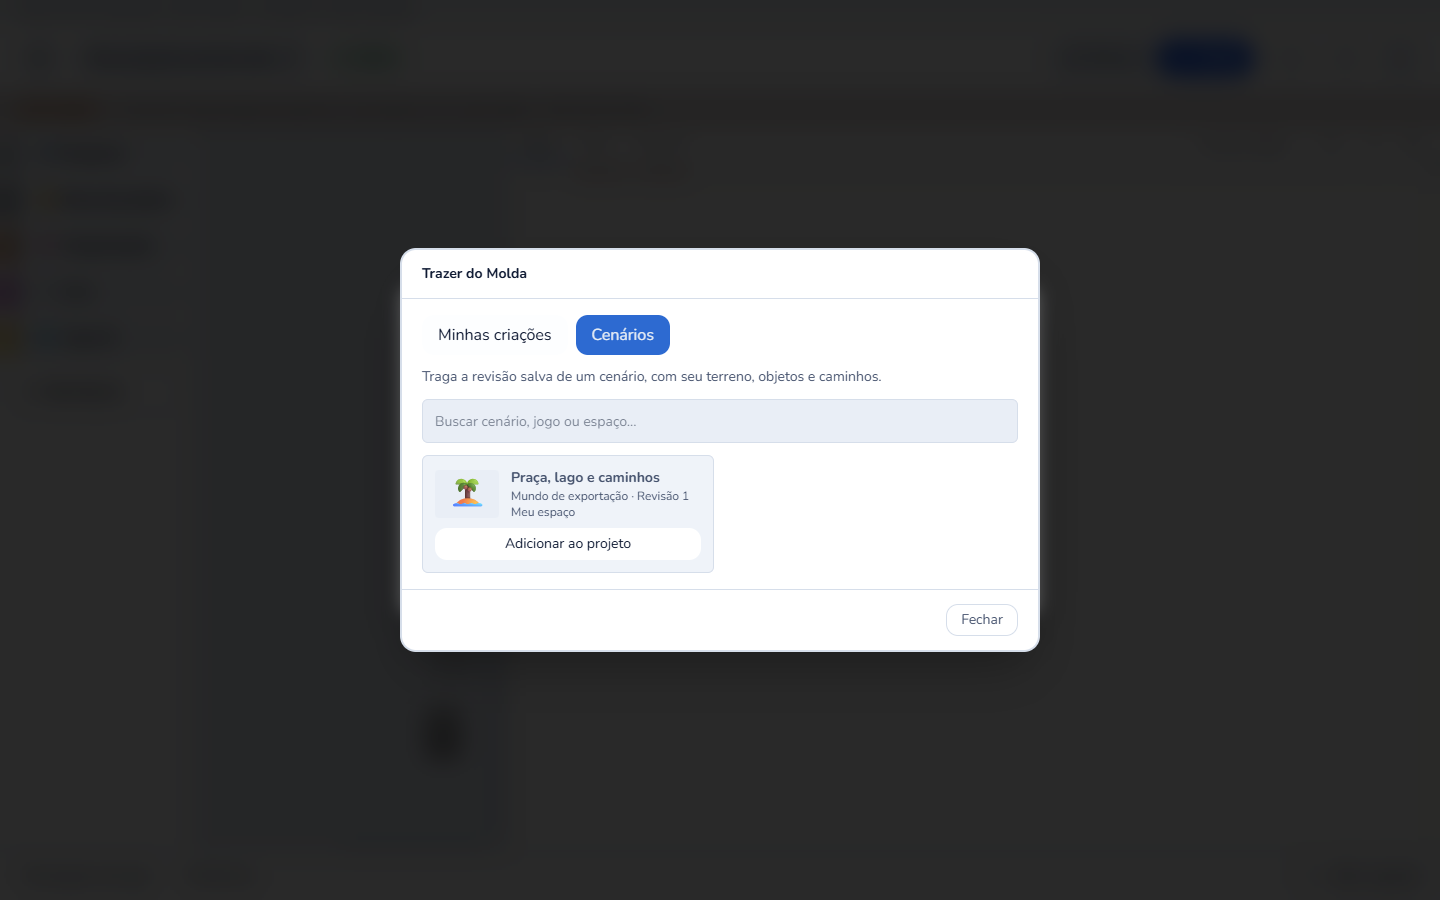 Trazer do Molda
Minhas criações
Cenários
Traga a revisão salva de um cenário, com seu terreno, objetos e caminhos.
Buscar cenário, jogo ou espaço...
Praça, lago e caminhos
Mundo de exportação · Revisão 1
Meu espaço
Adicionar ao projeto
Fechar